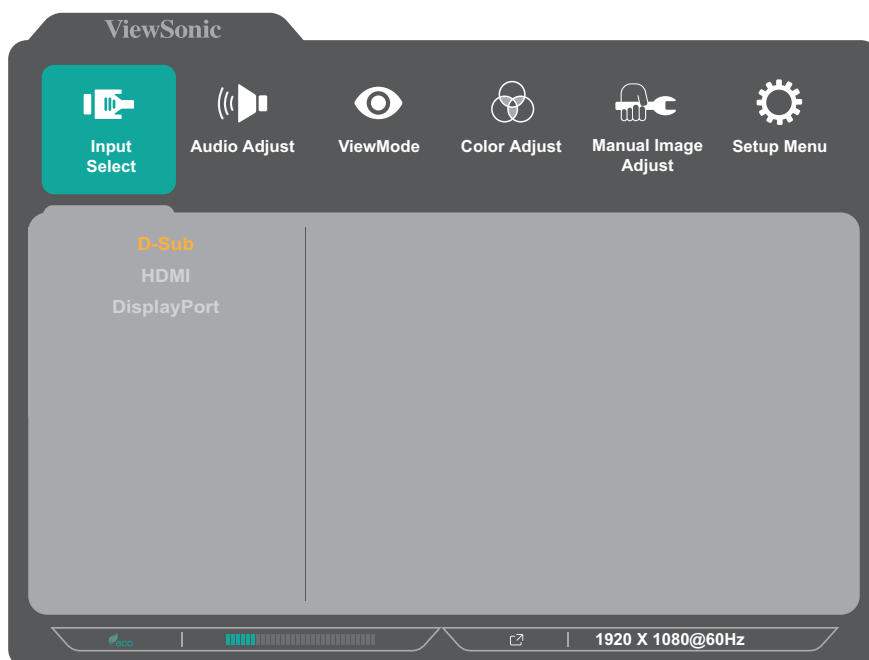 ViewSonic
Input
Select
Audio Adjust
ViewMode
Color Adjust
Manual Image
Adjust
Setup Menu
D-Sub
HDMI
DisplayPort
eco
1920 X 1080@60Hz